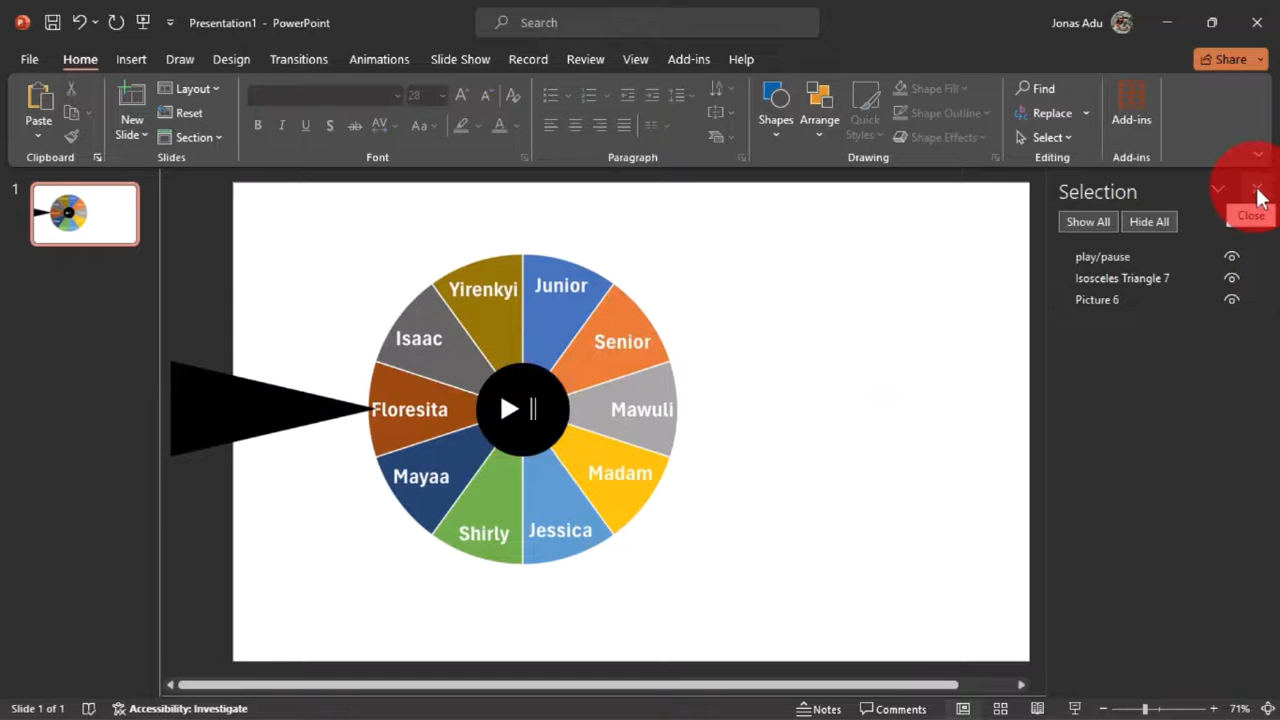 Presentation1 - PowerPoint
Search
Jonas Adu
File Home Insert Draw Design Transitions Animations Slide Show Record Review View Add-ins Help
Share
Paste
New
Slide
Layout
Reset
Section
28
Shapes
Arrange
Quick
Styles
Shape Fill
Shape Outline
Shape Effects
Find
Replace
Select
Add-ins
Clipboard
Slides
Font
Paragraph
Drawing
Editing
Add-ins
1
Selection
Close
Show All Hide All
play/pause
Isosceles Triangle 7
Picture 6
Yirenkyi
Junior
Isaac
Senior
Floresita
Mawuli
Mayaa
Madam
Shirly
Jessica
Slide 1 of 1
Accessibility: Investigate
Notes
Comments
71%